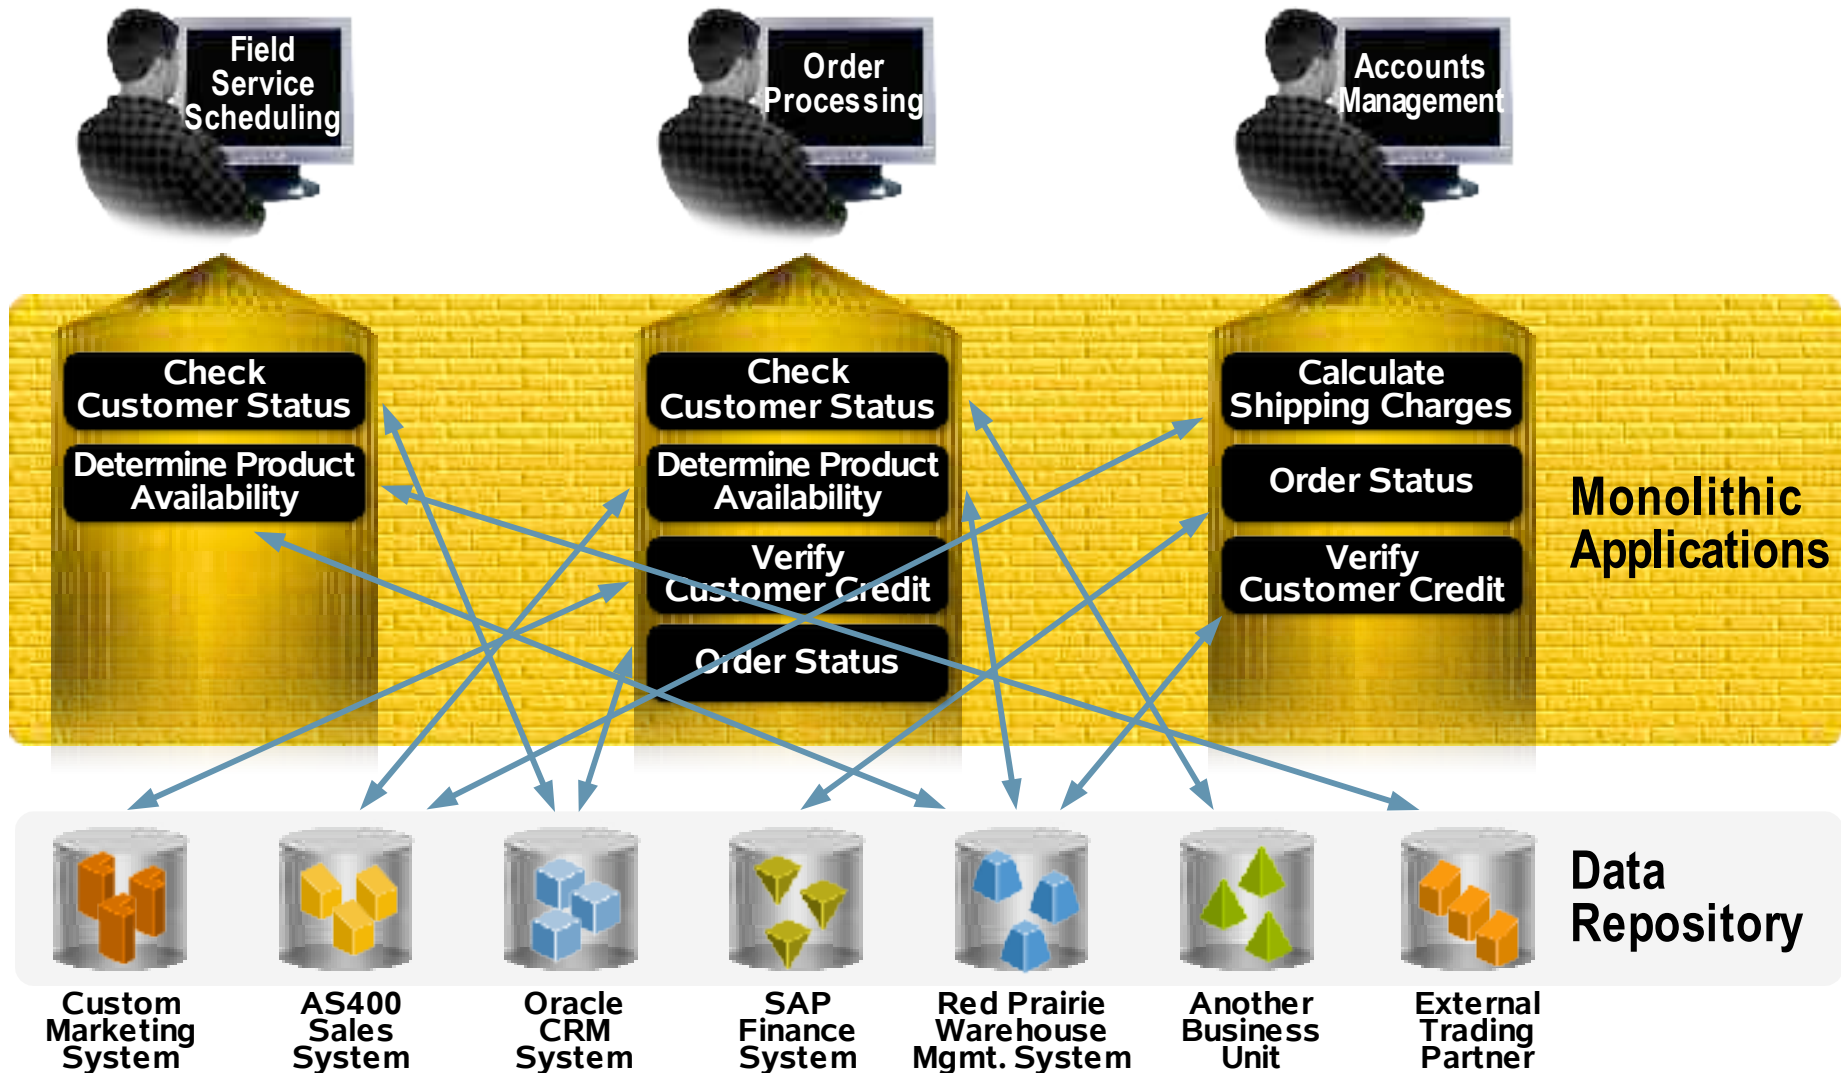 Field
Service
Scheduling
Order
Processing
Accounts
Management
Check
Customer Status
Determine Product
Availability
Check
Customer Status
Determine Product
Availability
Verify
Customer Credit
Order Status
Calculate
Shipping Charges
Order Status
Verify
Customer Credit
Monolithic
Applications
Data
Repository
Custom
Marketing
System
AS400
Sales
System
Oracle
CRM
System
SAP
Finance
System
Red Prairie
Warehouse
Mgmt. System
Another
Business
Unit
External
Trading
Partner